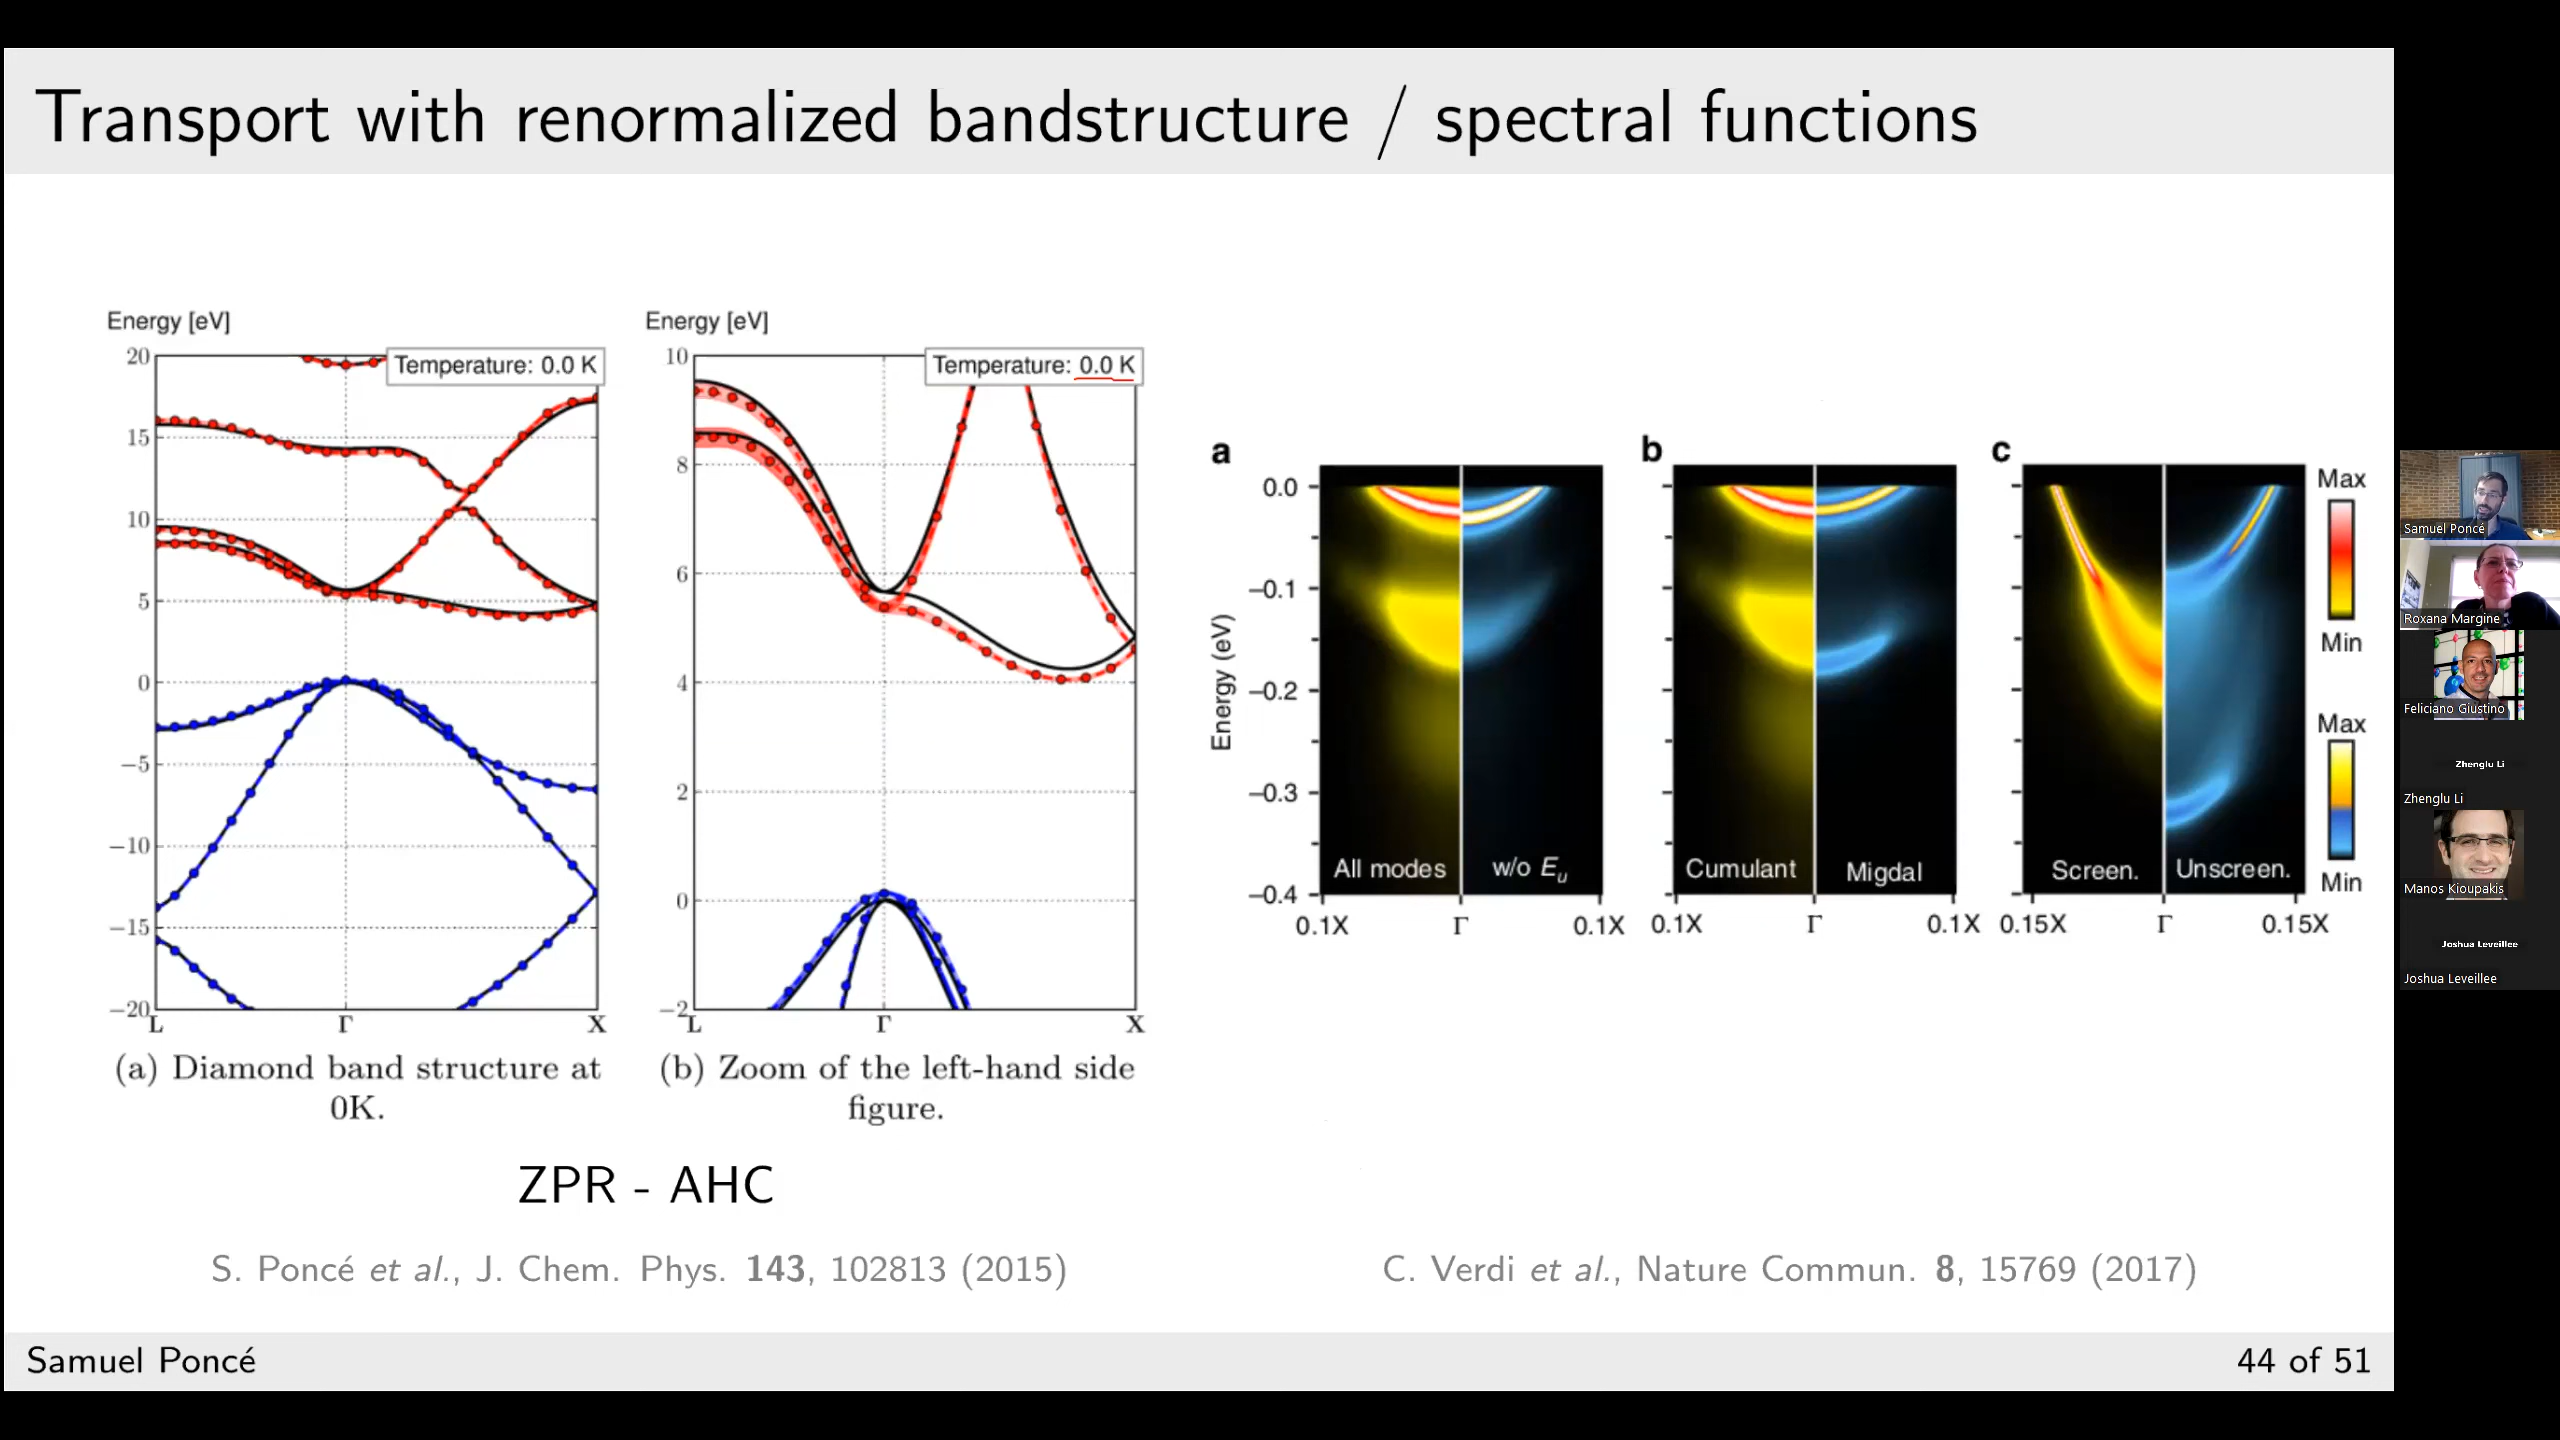 Transport with renormalized bandstructure / spectral functions
Energy [eV]
Temperature: 0.0 K
20
15
10
5
0
−5
−10
−15
−20
L
Γ
X
(a) Diamond band structure at
0K.
Energy [eV]
Temperature: 0.0 K
10
8
6
4
2
0
−2
L
Γ
X
(b) Zoom of the left-hand side
figure.
ZPR - AHC
S. Poncé et al., J. Chem. Phys. 143, 102813 (2015)
a
Energy (eV)
0.0
−0.1
−0.2
−0.3
−0.4
All modes
w/o Eu
0.1X
Γ
0.1X
b
Cumulant
Migdal
0.1X
Γ
0.1X
c
Screen.
Unscreen.
0.15X
Γ
0.15X
Max
Min
Max
Min
C. Verdi et al., Nature Commun. 8, 15769 (2017)
Samuel Poncé
44 of 51
Samuel Poncé
Roxana Margine
Feliciano Giustino
Zhenglu Li
Zhenglu Li
Manos Kioupakis
Joshua Leveillee
Joshua Leveillee